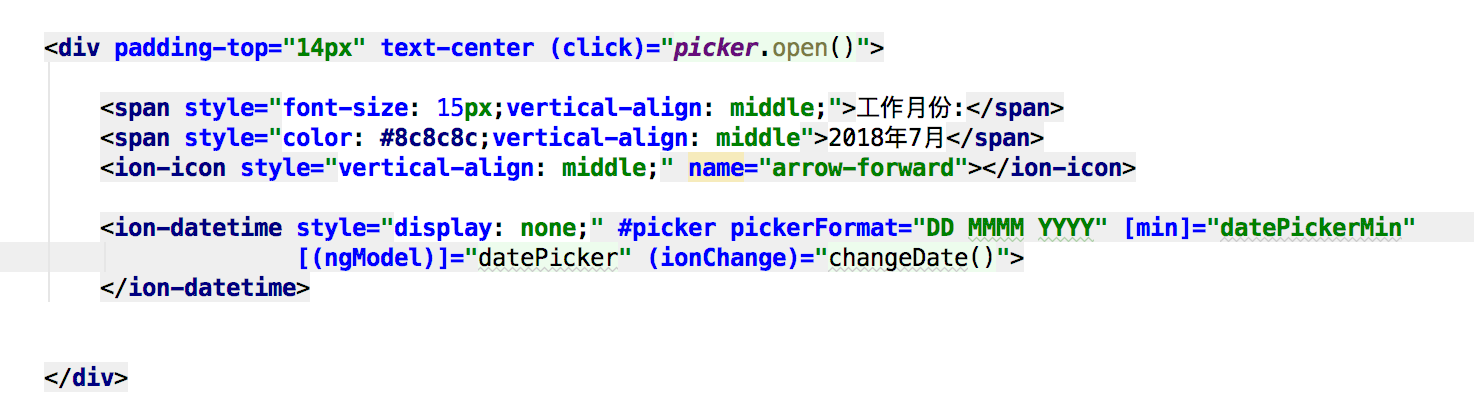 <div padding-top="14px" text-center (click)="picker.open()">
<span style="font-size: 15px;vertical-align: middle;">工作月份:</span>
<span style="color: #8c8c8c;vertical-align: middle">2018年7月</span>
<ion-icon style="vertical-align: middle;" name="arrow-forward"></ion-icon>
<ion-datetime style="display: none;" #picker pickerFormat="DD MMMM YYYY" [min]="datePickerMin"
[(ngModel)]="datePicker" (ionChange)="changeDate()">
</ion-datetime>
</div>